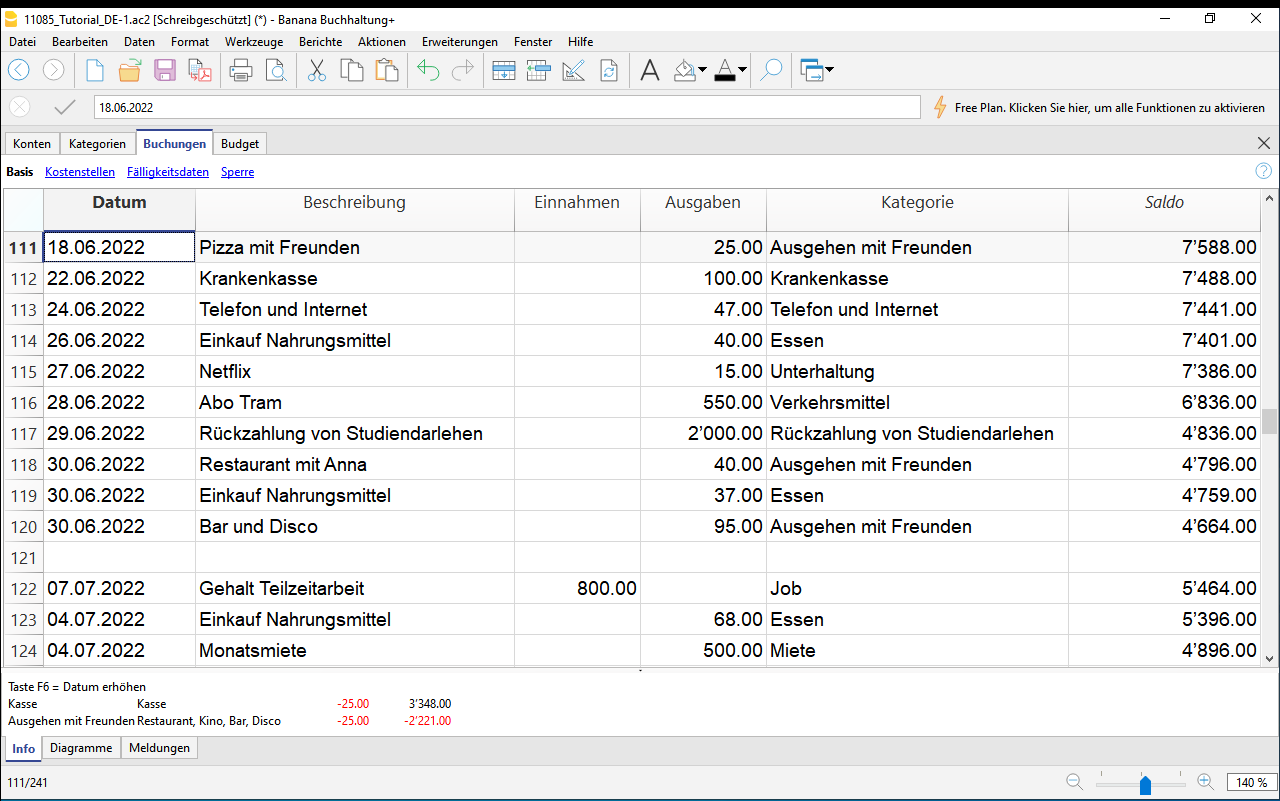 11085_Tutorial_DE-1.ac2 [Schreibgeschützt] (*) - Banana Buchhaltung+
Datei Bearbeiten Daten Format Werkzeuge Berichte Aktionen Erweiterungen Fenster Hilfe
18.06.2022 Free Plan. Klicken Sie hier, um alle Funktionen zu aktivieren
Konten Kategorien Buchungen Budget
Basis Kostenstellen Fälligkeitsdaten Sperre
Datum Beschreibung Einnahmen Ausgaben Kategorie Saldo
111 18.06.2022 Pizza mit Freunden 25.00 Ausgehen mit Freunden 7’588.00
112 22.06.2022 Krankenkasse 100.00 Krankenkasse 7’488.00
113 24.06.2022 Telefon und Internet 47.00 Telefon und Internet 7’441.00
114 26.06.2022 Einkauf Nahrungsmittel 40.00 Essen 7’401.00
115 27.06.2022 Netflix 15.00 Unterhaltung 7’386.00
116 28.06.2022 Abo Tram 550.00 Verkehrsmittel 6’836.00
117 29.06.2022 Rückzahlung von Studiendarlehen 2’000.00 Rückzahlung von Studiendarlehen 4’836.00
118 30.06.2022 Restaurant mit Anna 40.00 Ausgehen mit Freunden 4’796.00
119 30.06.2022 Einkauf Nahrungsmittel 37.00 Essen 4’759.00
120 30.06.2022 Bar und Disco 95.00 Ausgehen mit Freunden 4’664.00
121
122 07.07.2022 Gehalt Teilzeitarbeit 800.00 Job 5’464.00
123 04.07.2022 Einkauf Nahrungsmittel 68.00 Essen 5’396.00
124 04.07.2022 Monatsmiete 500.00 Miete 4’896.00
Taste F6 = Datum erhöhen
Kasse Kasse -25.00 3’348.00
Ausgehen mit Freunden Restaurant, Kino, Bar, Disco -25.00 -2’221.00
Info Diagramme Meldungen
111/241 140 %